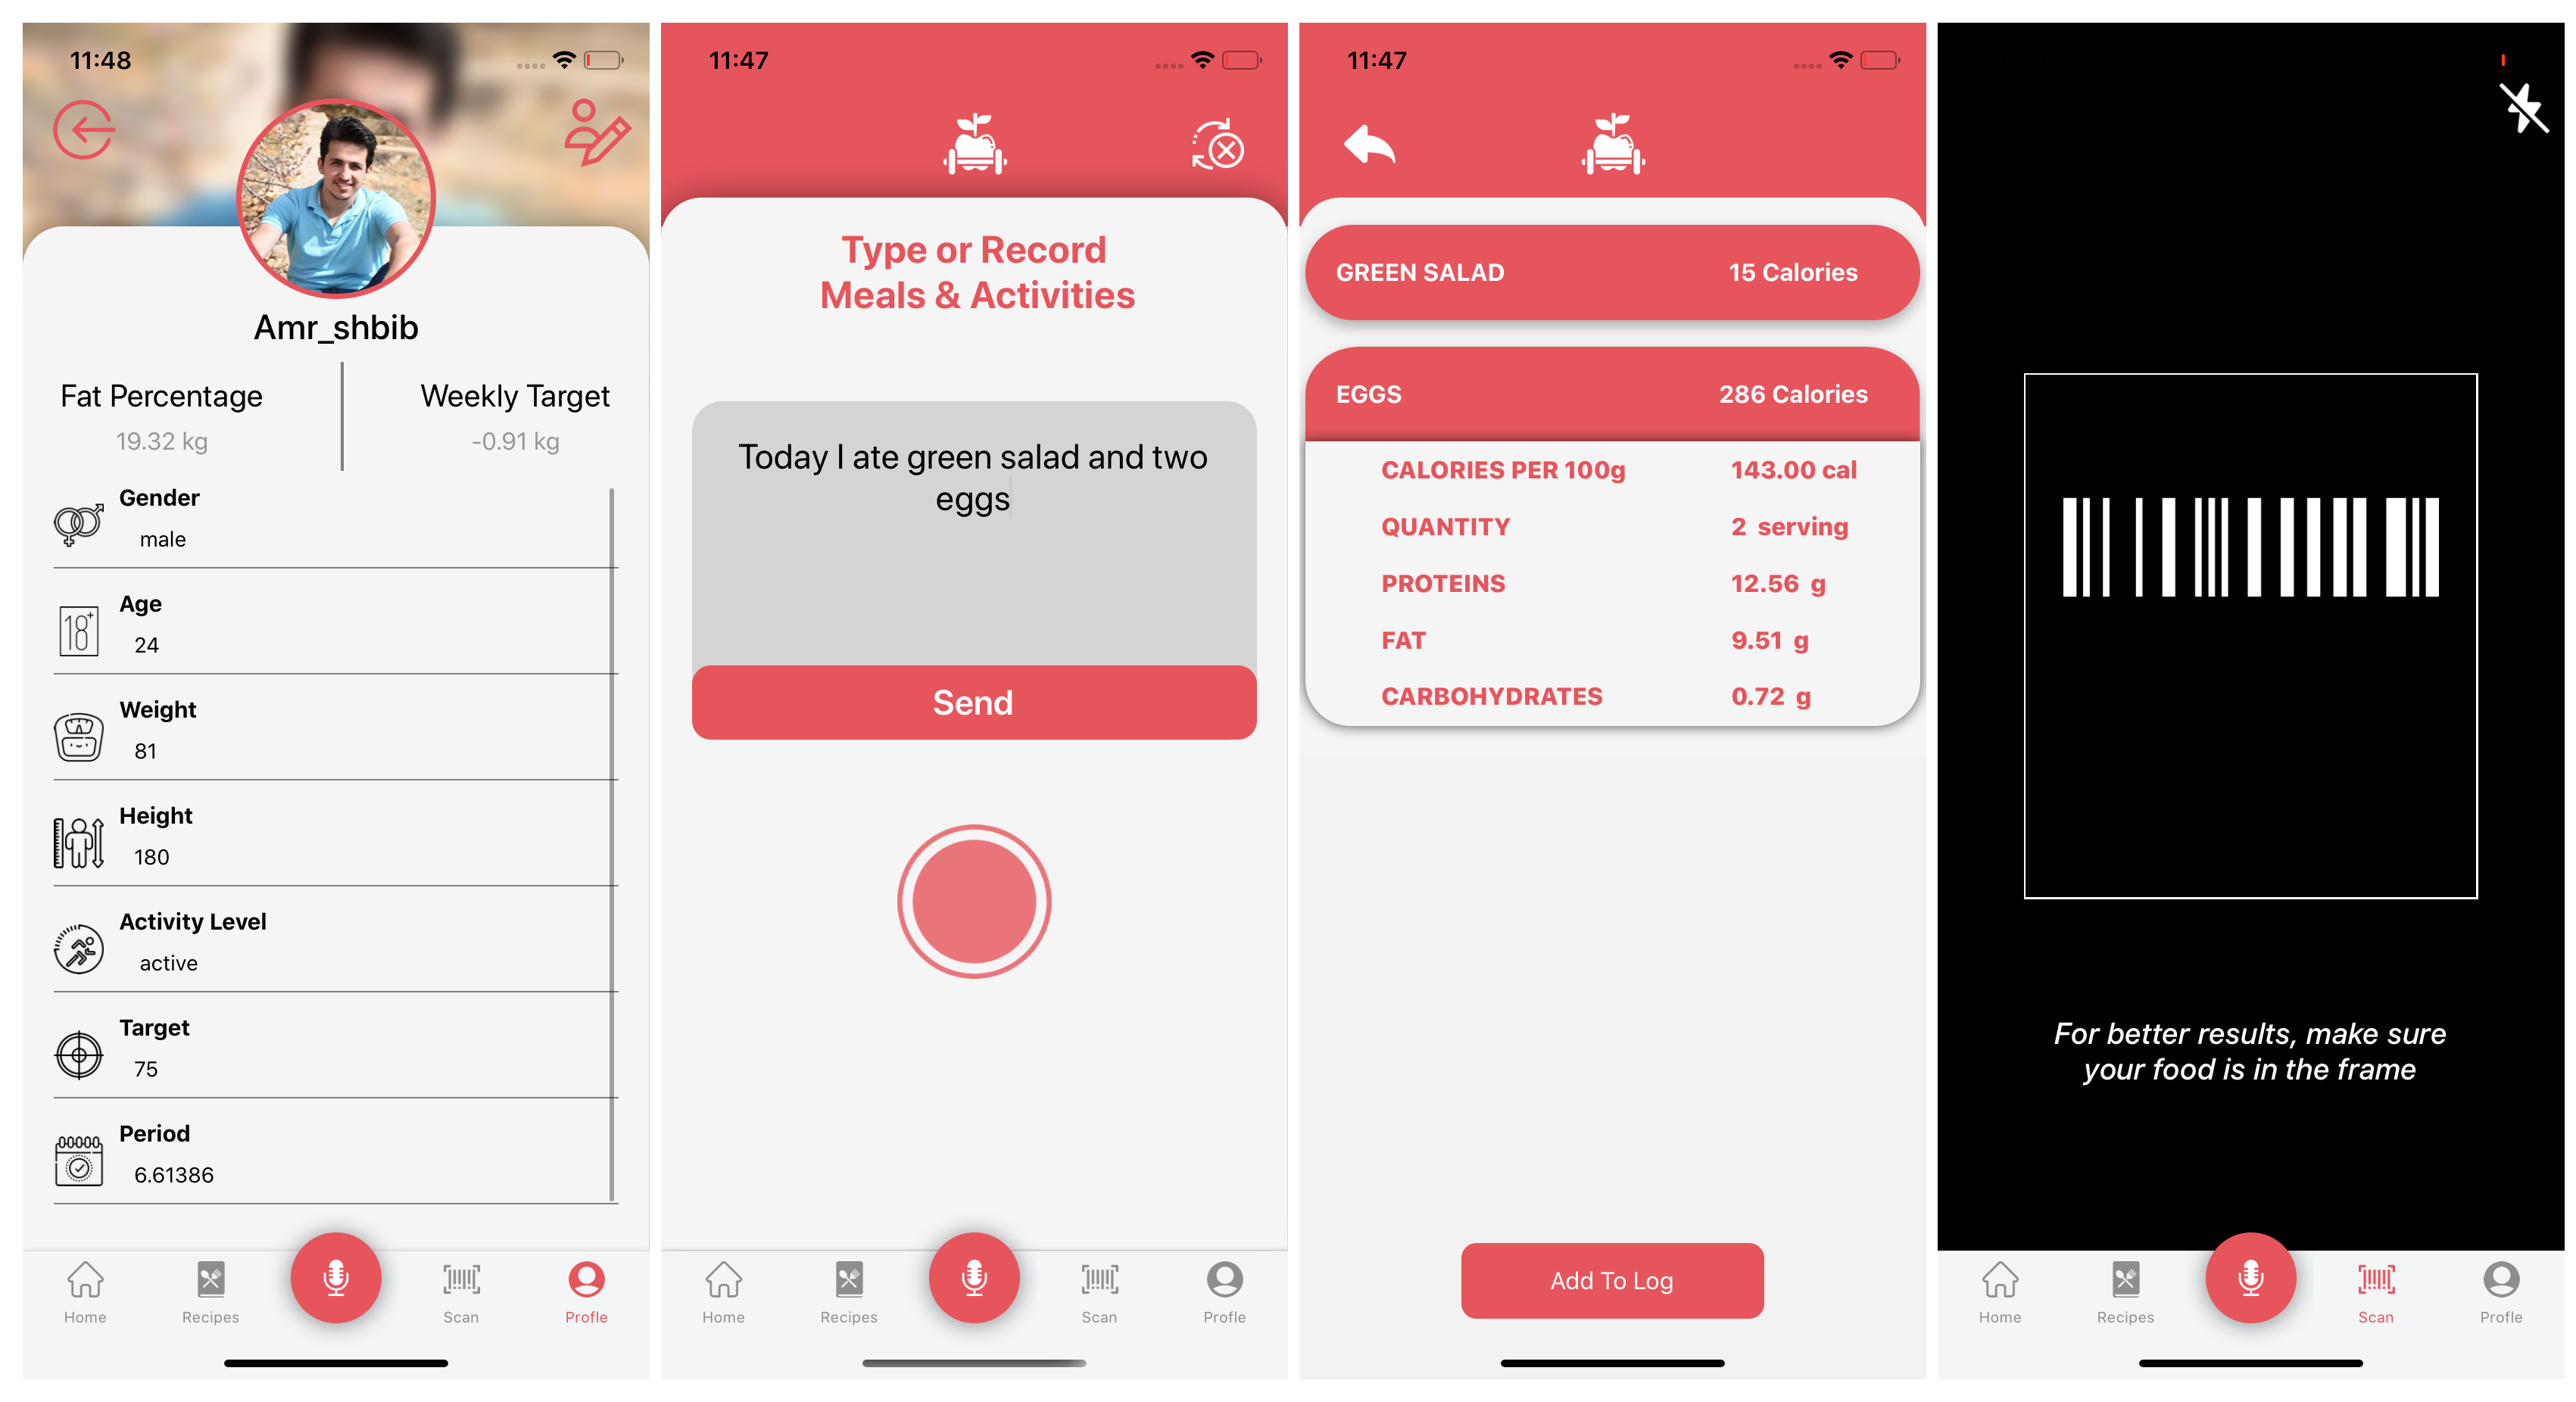 11:48
Amr_shbib
Fat Percentage
19.32 kg
Weekly Target
-0.91 kg
Gender
male
18+
Age
24
Weight
81
Height
180
Activity Level
active
Target
75
Period
6.61386
Home
Recipes
Scan
Profle
11:47
Type or Record
Meals & Activities
Today I ate green salad and two
eggs
Send
Home
Recipes
Scan
Profle
11:47
GREEN SALAD 15 Calories
EGGS 286 Calories
CALORIES PER 100g 143.00 cal
QUANTITY 2 serving
PROTEINS 12.56 g
FAT 9.51 g
CARBOHYDRATES 0.72 g
Add To Log
For better results, make sure
your food is in the frame
Home
Recipes
Scan
Profle